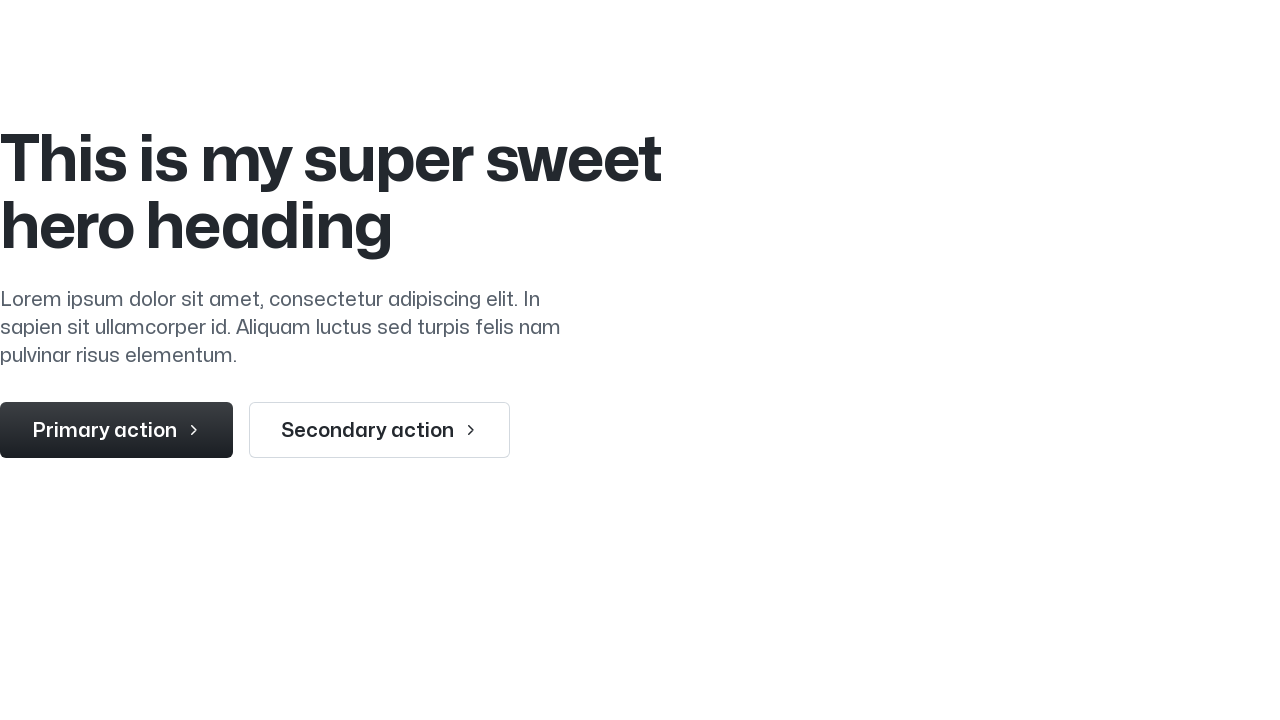 This is my super sweet
hero heading
Lorem ipsum dolor sit amet, consectetur adipiscing elit. In
sapien sit ullamcorper id. Aliquam luctus sed turpis felis nam
pulvinar risus elementum.
Primary action
Secondary action